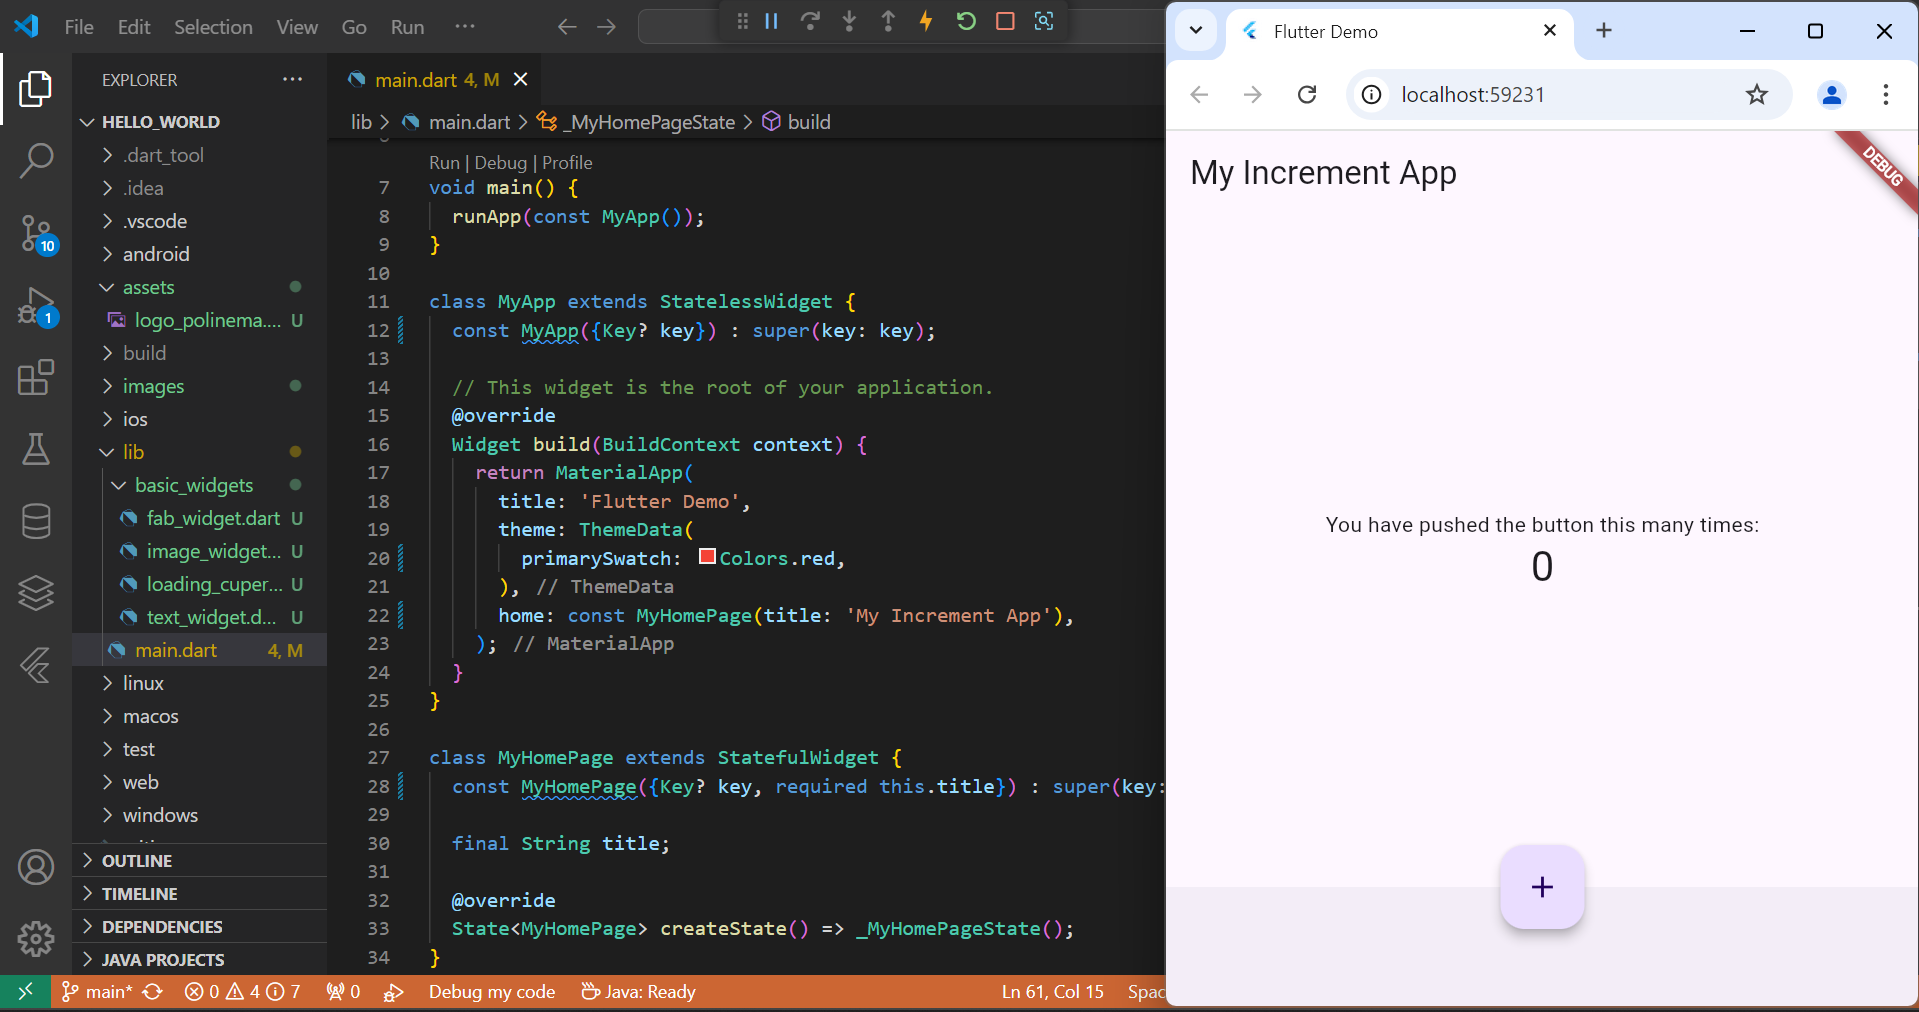 File Edit Selection View Go Run ···
EXPLORER ···
HELLO_WORLD
.dart_tool
.idea
.vscode
android
assets
logo_polinema.... U
build
images
ios
lib
basic_widgets
fab_widget.dart U
image_widget... U
loading_cuper... U
text_widget.d... U
main.dart 4, M
linux
macos
test
web
windows
OUTLINE
TIMELINE
DEPENDENCIES
JAVA PROJECTS
10
1
main.dart 4, M
lib > main.dart > _MyHomePageState > build
Run | Debug | Profile
7 void main() {
8 runApp(const MyApp());
9 }
10
11 class MyApp extends StatelessWidget {
12 const MyApp({Key? key}) : super(key: key);
13
14 // This widget is the root of your application.
15 @override
16 Widget build(BuildContext context) {
17 return MaterialApp(
18 title: 'Flutter Demo',
19 theme: ThemeData(
20 primarySwatch: Colors.red,
21 ), // ThemeData
22 home: const MyHomePage(title: 'My Increment App'),
23 ); // MaterialApp
24 }
25 }
26
27 class MyHomePage extends StatefulWidget {
28 const MyHomePage({Key? key, required this.title}) : super(key:
29
30 final String title;
31
32 @override
33 State<MyHomePage> createState() => _MyHomePageState();
34 }
main* 0 4 7 0 Debug my code Java: Ready Ln 61, Col 15 Spac
Flutter Demo
localhost:59231
My Increment App
DEBUG
You have pushed the button this many times:
0
+